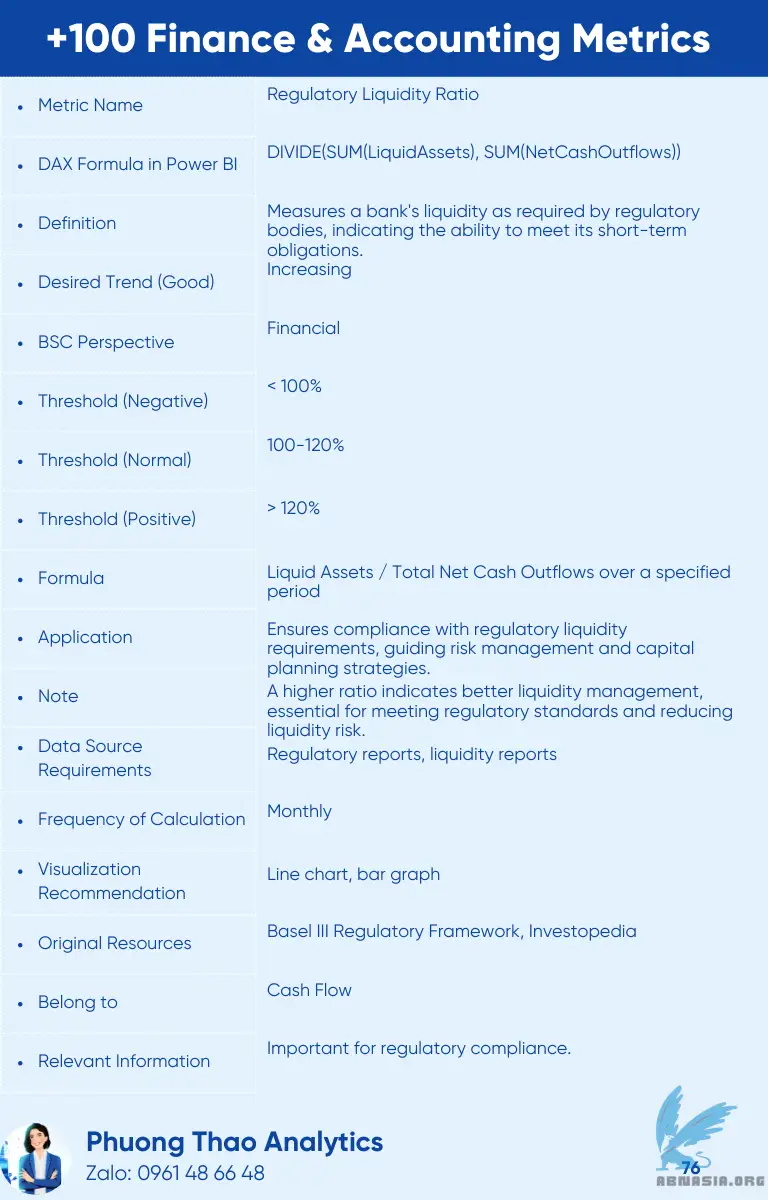 +100 Finance & Accounting Metrics
• Metric Name
Regulatory Liquidity Ratio
• DAX Formula in Power BI
DIVIDE(SUM(LiquidAssets), SUM(NetCashOutflows))
• Definition
Measures a bank's liquidity as required by regulatory
bodies, indicating the ability to meet its short-term
obligations.
• Desired Trend (Good)
Increasing
• BSC Perspective
Financial
• Threshold (Negative)
< 100%
• Threshold (Normal)
100-120%
• Threshold (Positive)
> 120%
• Formula
Liquid Assets / Total Net Cash Outflows over a specified
period
• Application
Ensures compliance with regulatory liquidity
requirements, guiding risk management and capital
planning strategies.
• Note
A higher ratio indicates better liquidity management,
essential for meeting regulatory standards and reducing
liquidity risk.
• Data Source
Requirements
Regulatory reports, liquidity reports
• Frequency of Calculation
Monthly
• Visualization
Recommendation
Line chart, bar graph
• Original Resources
Basel III Regulatory Framework, Investopedia
• Belong to
Cash Flow
• Relevant Information
Important for regulatory compliance.
Phuong Thao Analytics
Zalo: 0961 48 66 48
76
ABNASIA.ORG